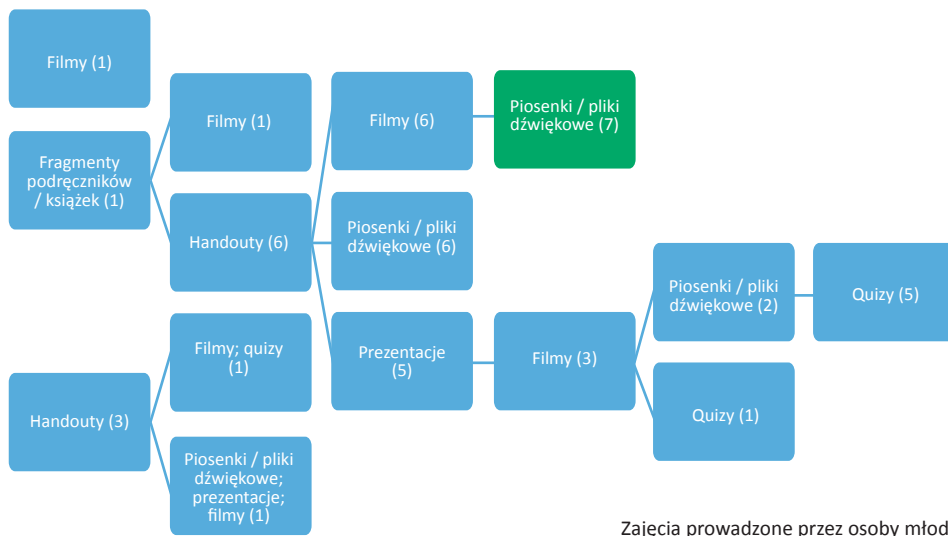 Filmy (1)
Fragmenty
podręczników
/ książek (1)
Handouty (3)
Filmy (1)
Handouty (6)
Filmy; quizy
(1)
Piosenki / pliki
dźwiękowe;
prezentacje;
filmy (1)
Filmy (6)
Piosenki / pliki
dźwiękowe (6)
Prezentacje
(5)
Piosenki / pliki
dźwiękowe (7)
Filmy (3)
Piosenki / pliki
dźwiękowe (2)
Quizy (1)
Quizy (5)
Zajęcia prowadzone przez osoby młod